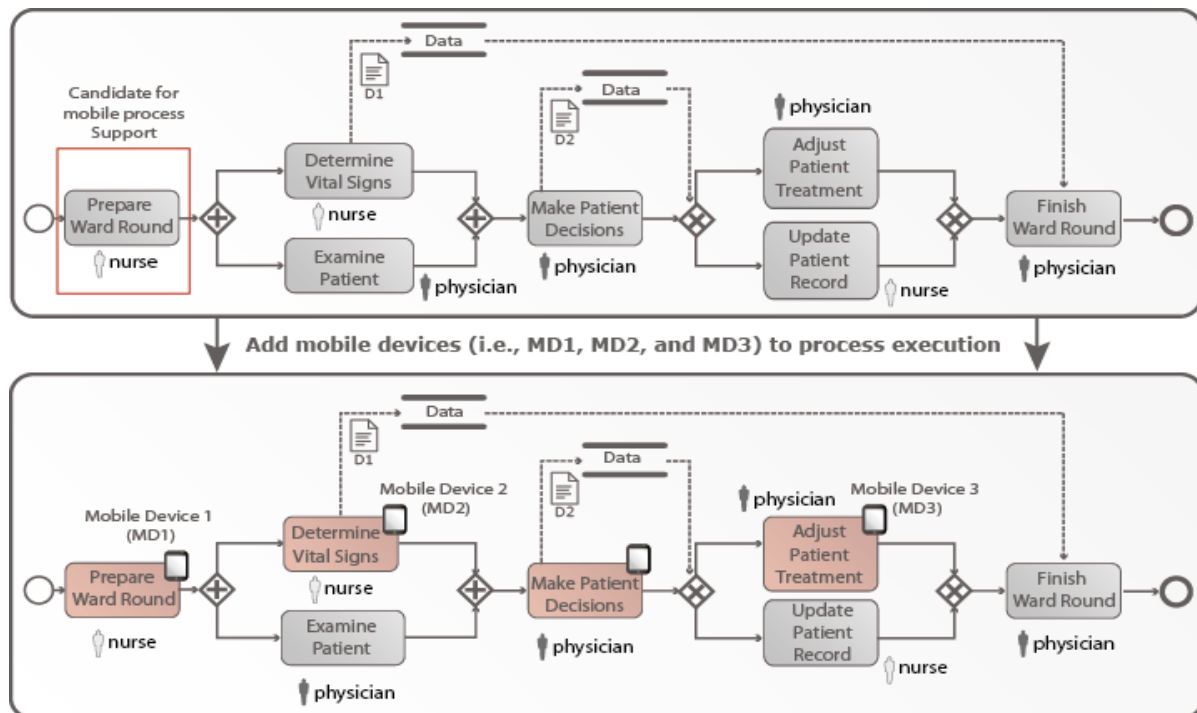 Data
D1
Candidate for
mobile process
Support
Data
D2
physician
Determine
Vital Signs
Adjust
Patient
Treatment
Prepare
Ward Round
nurse
nurse
Make Patient
Decisions
Finish
Ward Round
Examine
Patient
physician
physician
Update
Patient
Record
nurse
physician
Add mobile devices (i.e., MD1, MD2, and MD3) to process execution
Data
D1
Data
D2
Mobile Device 1
(MD1)
Mobile Device 2
(MD2)
physician
Mobile Device 3
(MD3)
Determine
Vital Signs
Adjust
Patient
Treatment
Prepare
Ward Round
nurse
nurse
Make Patient
Decisions
Finish
Ward Round
Examine
Patient
physician
physician
Update
Patient
Record
nurse
physician